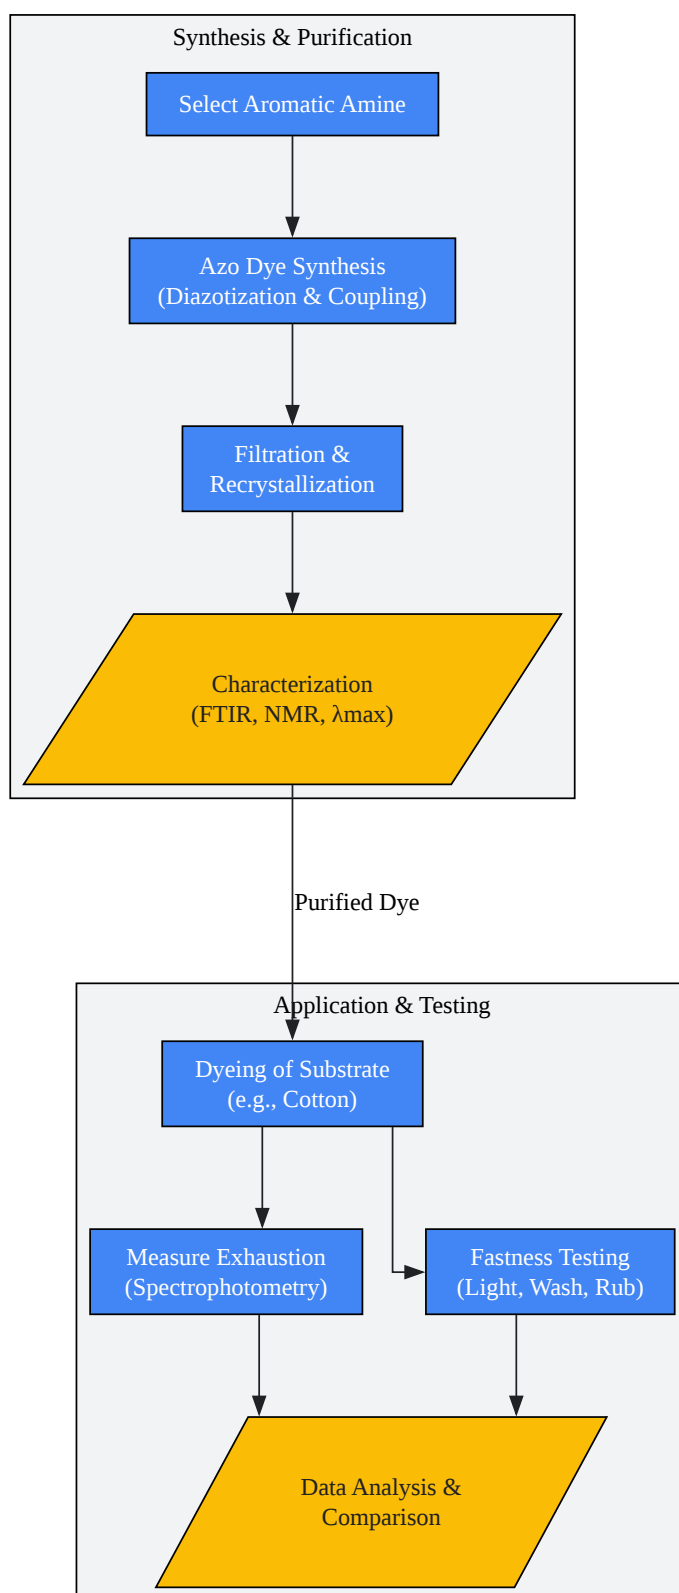 Synthesis & Purification
Select Aromatic Amine
Azo Dye Synthesis
(Diazotization & Coupling)
Filtration &
Recrystallization
Characterization
(FTIR, NMR, λmax)
Purified Dye
Application & Testing
Dyeing of Substrate
(e.g., Cotton)
Measure Exhaustion
(Spectrophotometry)
Fastness Testing
(Light, Wash, Rub)
Data Analysis &
Comparison